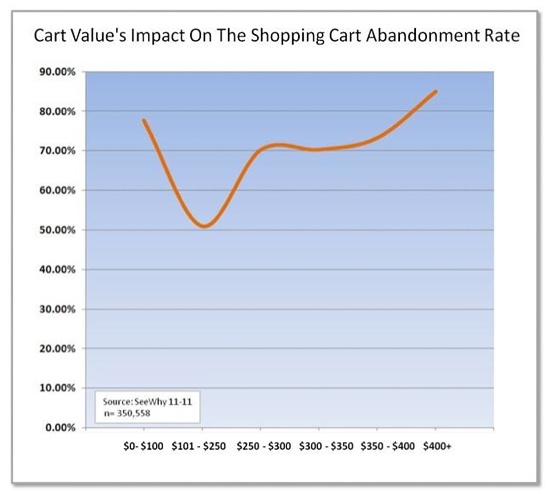 Cart Value's Impact On The Shopping Cart Abandonment Rate
90.00%
80.00%
70.00%
60.00%
50.00%
40.00%
30.00%
20.00%
10.00%
0.00%
Source: SeeWhy 11-11
n= 350,558
$0- $100 $101 - $250 $250 - $300 $300 - $350 $350 - $400 $400+